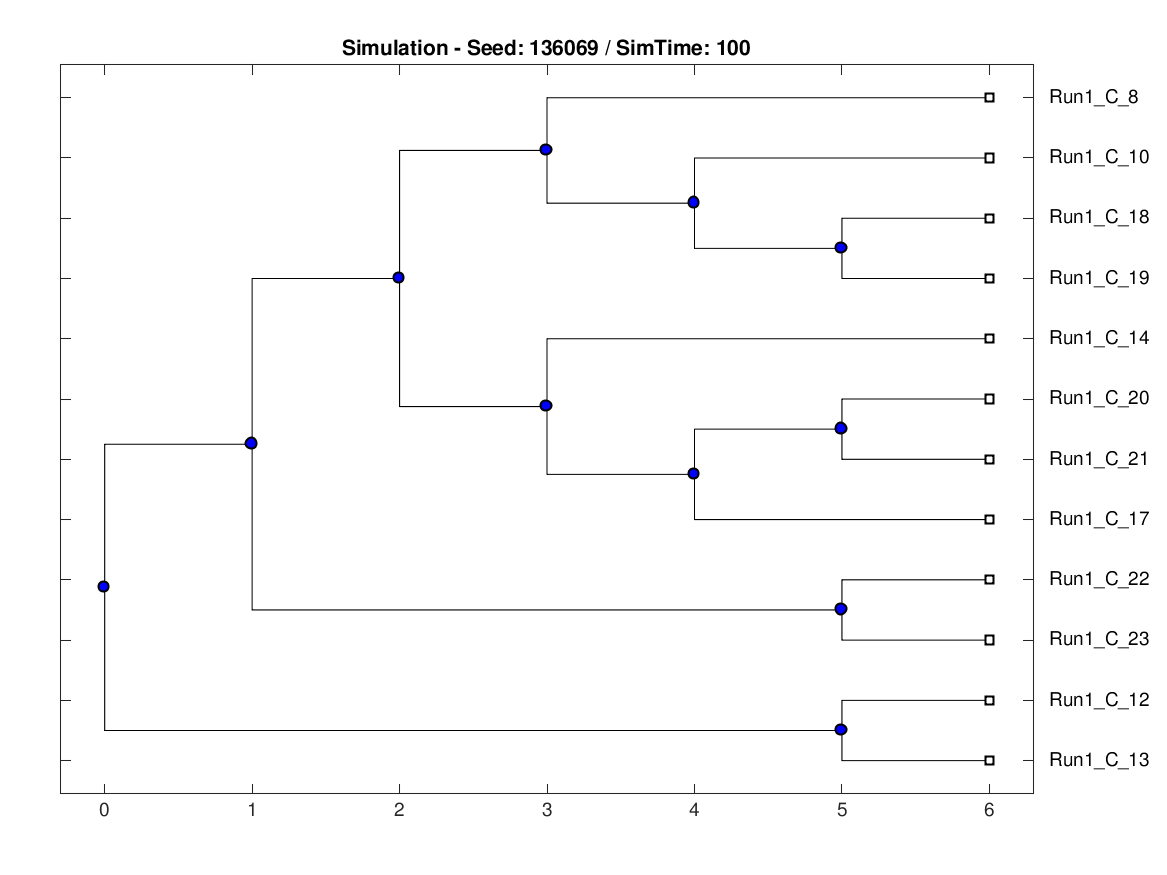 Simulation - Seed: 136069 / SimTime: 100
Run1_C_8
Run1_C_10
Run1_C_18
Run1_C_19
Run1_C_14
Run1_C_20
Run1_C_21
Run1_C_17
Run1_C_22
Run1_C_23
Run1_C_12
Run1_C_13
0 1 2 3 4 5 6